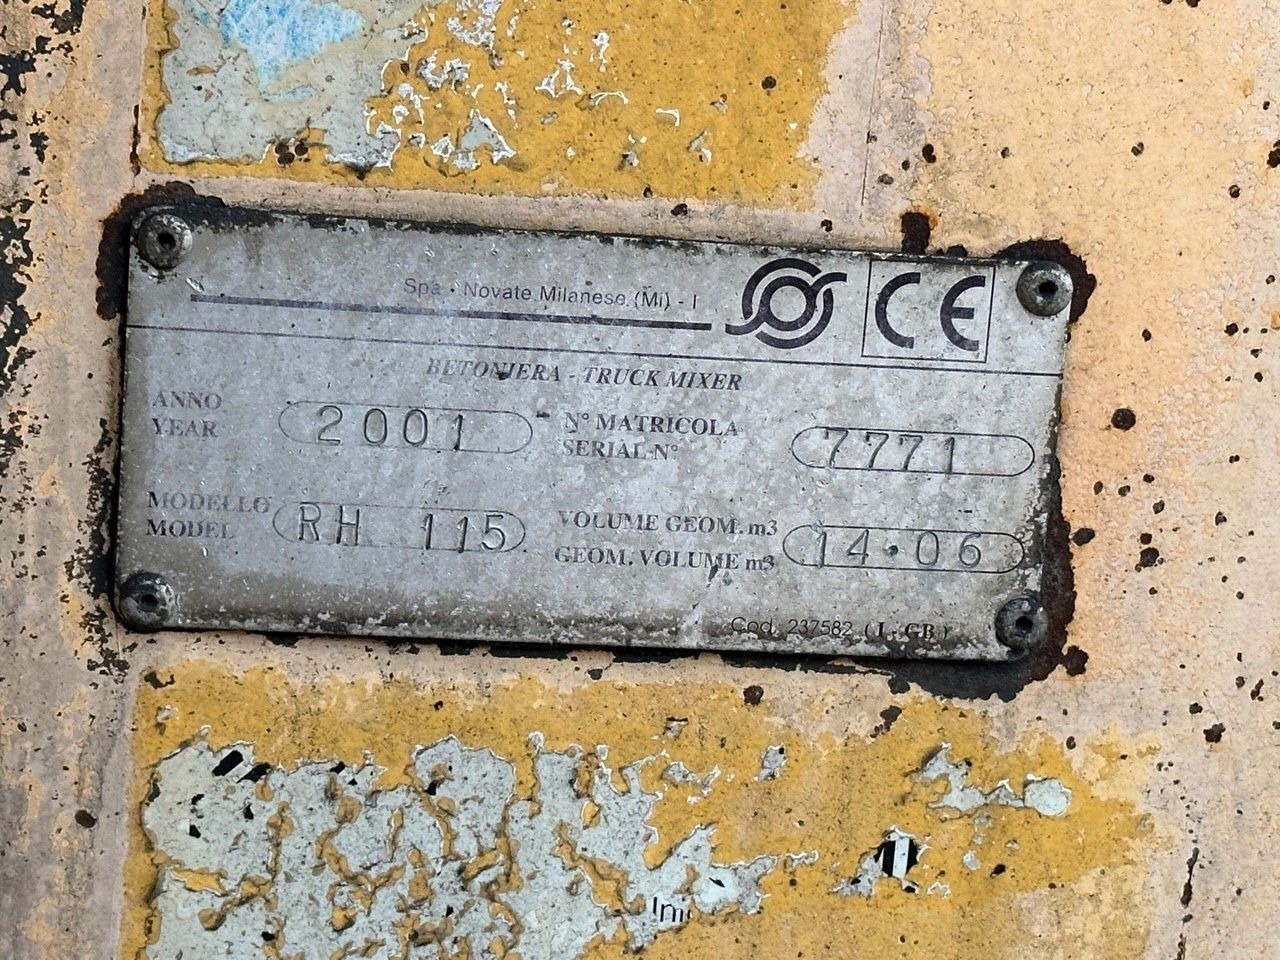 Spa - Novate Milanese (Mi) - I
CE
BETONIERA - TRUCK MIXER
ANNO
YEAR
2001
N° MATRICOLA
SERIAL N°
7771
MODELLO
MODEL
RH 115
VOLUME GEOM. m3
GEOM. VOLUME m3
14.06
Cod. 237582 (I-GB)